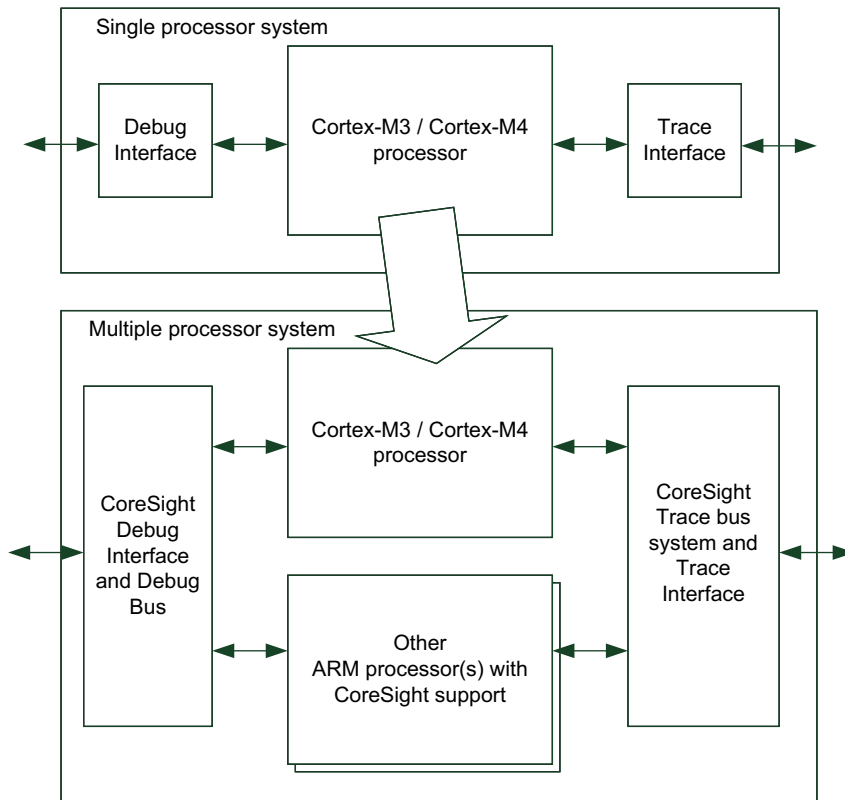 Single processor system
Debug
Interface
Cortex-M3 / Cortex-M4
processor
Trace
Interface
Multiple processor system
Cortex-M3 / Cortex-M4
processor
CoreSight
Debug
Interface
and Debug
Bus
CoreSight
Trace bus
system and
Trace
Interface
Other
ARM processor(s) with
CoreSight support